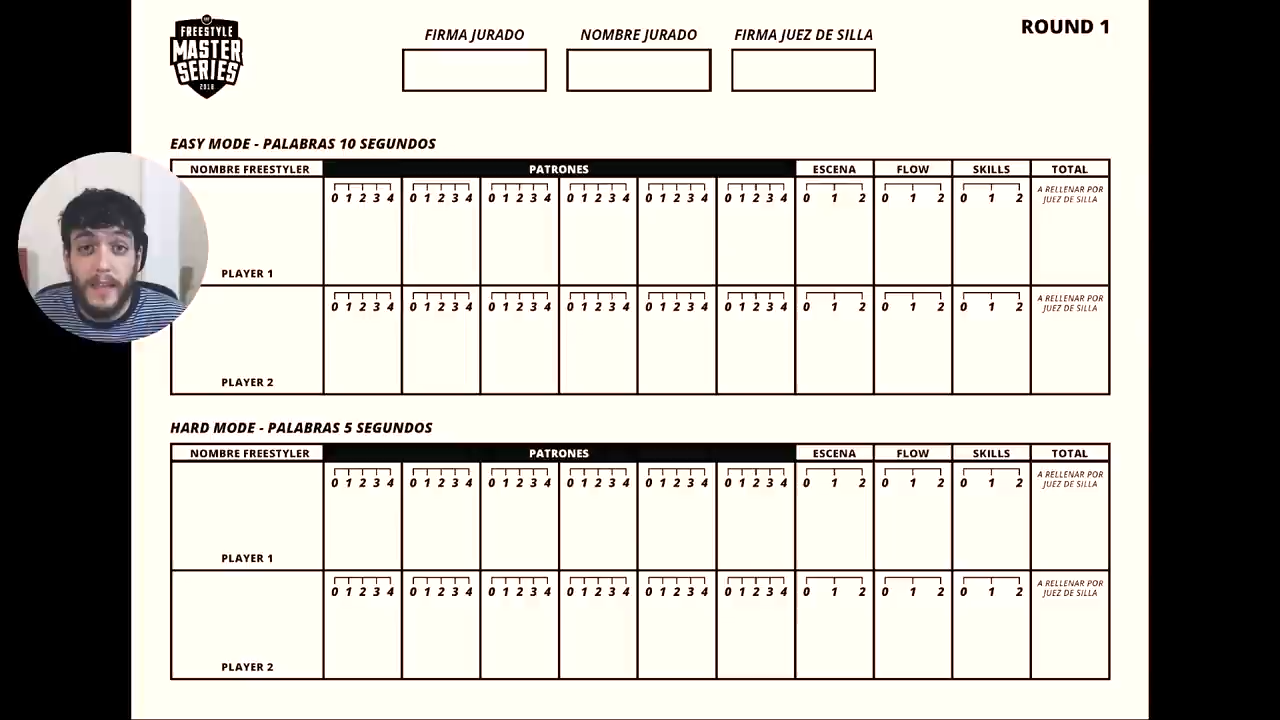 FREESTYLE
MASTER
SERIES
2018
FIRMA JURADO
NOMBRE JURADO
FIRMA JUEZ DE SILLA
ROUND 1
EASY MODE - PALABRAS 10 SEGUNDOS
NOMBRE FREESTYLER PATRONES ESCENA FLOW SKILLS TOTAL
0 1 2 3 4 0 1 2 3 4 0 1 2 3 4 0 1 2 3 4 0 1 2 3 4 0 1 2 3 4 0 1 2 0 1 2 0 1 2 A RELLENAR POR
JUEZ DE SILLA
PLAYER 1
0 1 2 3 4 0 1 2 3 4 0 1 2 3 4 0 1 2 3 4 0 1 2 3 4 0 1 2 3 4 0 1 2 0 1 2 0 1 2 A RELLENAR POR
JUEZ DE SILLA
PLAYER 2
HARD MODE - PALABRAS 5 SEGUNDOS
NOMBRE FREESTYLER PATRONES ESCENA FLOW SKILLS TOTAL
0 1 2 3 4 0 1 2 3 4 0 1 2 3 4 0 1 2 3 4 0 1 2 3 4 0 1 2 3 4 0 1 2 0 1 2 0 1 2 A RELLENAR POR
JUEZ DE SILLA
PLAYER 1
0 1 2 3 4 0 1 2 3 4 0 1 2 3 4 0 1 2 3 4 0 1 2 3 4 0 1 2 3 4 0 1 2 0 1 2 0 1 2 A RELLENAR POR
JUEZ DE SILLA
PLAYER 2